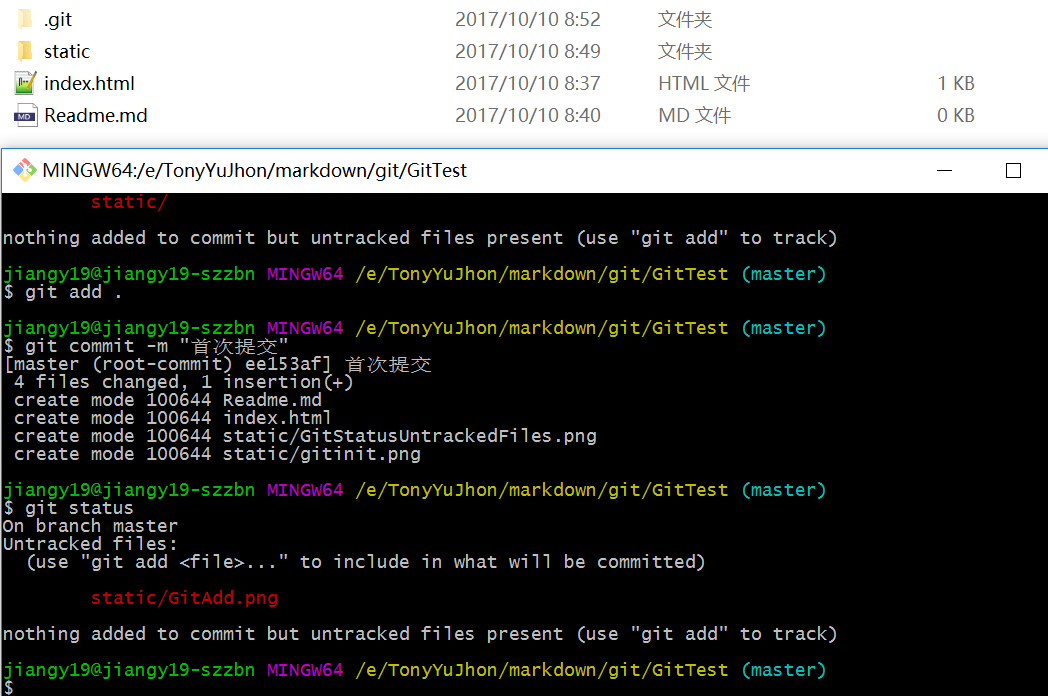 .git 2017/10/10 8:52 文件夹
static 2017/10/10 8:49 文件夹
index.html 2017/10/10 8:37 HTML 文件 1 KB
Readme.md 2017/10/10 8:40 MD 文件 0 KB
MINGW64:/e/TonyYuJhon/markdown/git/GitTest
static/
nothing added to commit but untracked files present (use "git add" to track)
jiangy19@jiangy19-szzbn MINGW64 /e/TonyYuJhon/markdown/git/GitTest (master)
$ git add .
jiangy19@jiangy19-szzbn MINGW64 /e/TonyYuJhon/markdown/git/GitTest (master)
$ git commit -m "首次提交"
[master (root-commit) ee153af] 首次提交
4 files changed, 1 insertion(+)
create mode 100644 Readme.md
create mode 100644 index.html
create mode 100644 static/GitStatusUntrackedFiles.png
create mode 100644 static/gitinit.png
jiangy19@jiangy19-szzbn MINGW64 /e/TonyYuJhon/markdown/git/GitTest (master)
$ git status
On branch master
Untracked files:
(use "git add <file>..." to include in what will be committed)
static/GitAdd.png
nothing added to commit but untracked files present (use "git add" to track)
jiangy19@jiangy19-szzbn MINGW64 /e/TonyYuJhon/markdown/git/GitTest (master)
$